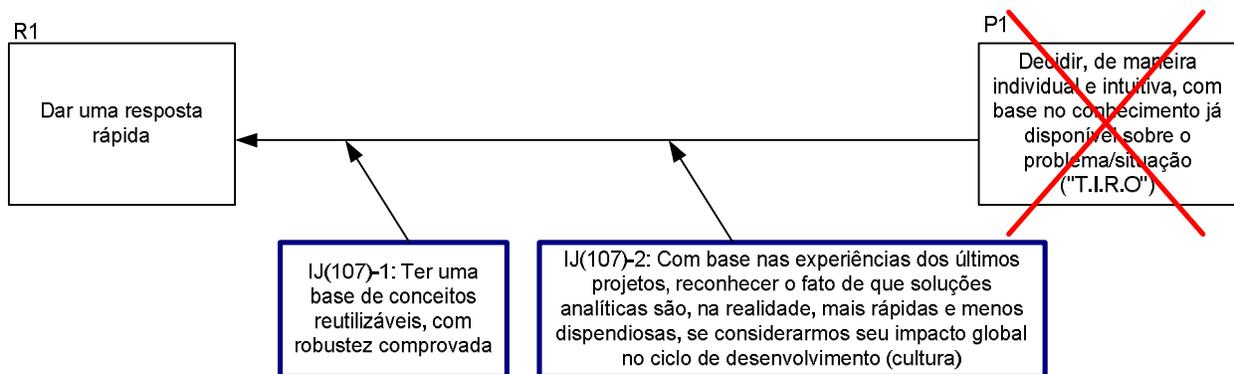 R1
Dar uma resposta
rápida
P1
Decidir, de maneira
individual e intuitiva, com
base no conhecimento já
disponível sobre o
problema/situação
("T.I.R.O")
IJ(107)-1: Ter uma
base de conceitos
reutilizáveis, com
robustez comprovada
IJ(107)-2: Com base nas experiências dos últimos
projetos, reconhecer o fato de que soluções
analíticas são, na realidade, mais rápidas e menos
dispendiosas, se considerarmos seu impacto global
no ciclo de desenvolvimento (cultura)